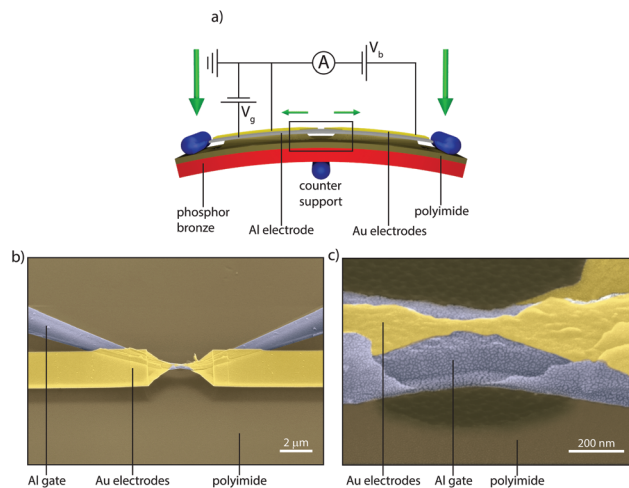 a)
V_b
A
V_g
counter
support
phosphor
bronze
Al electrode
Au electrodes
polyimide
b)
c)
2 μm
200 nm
Al gate
Au electrodes
polyimide
Au electrodes
Al gate
polyimide